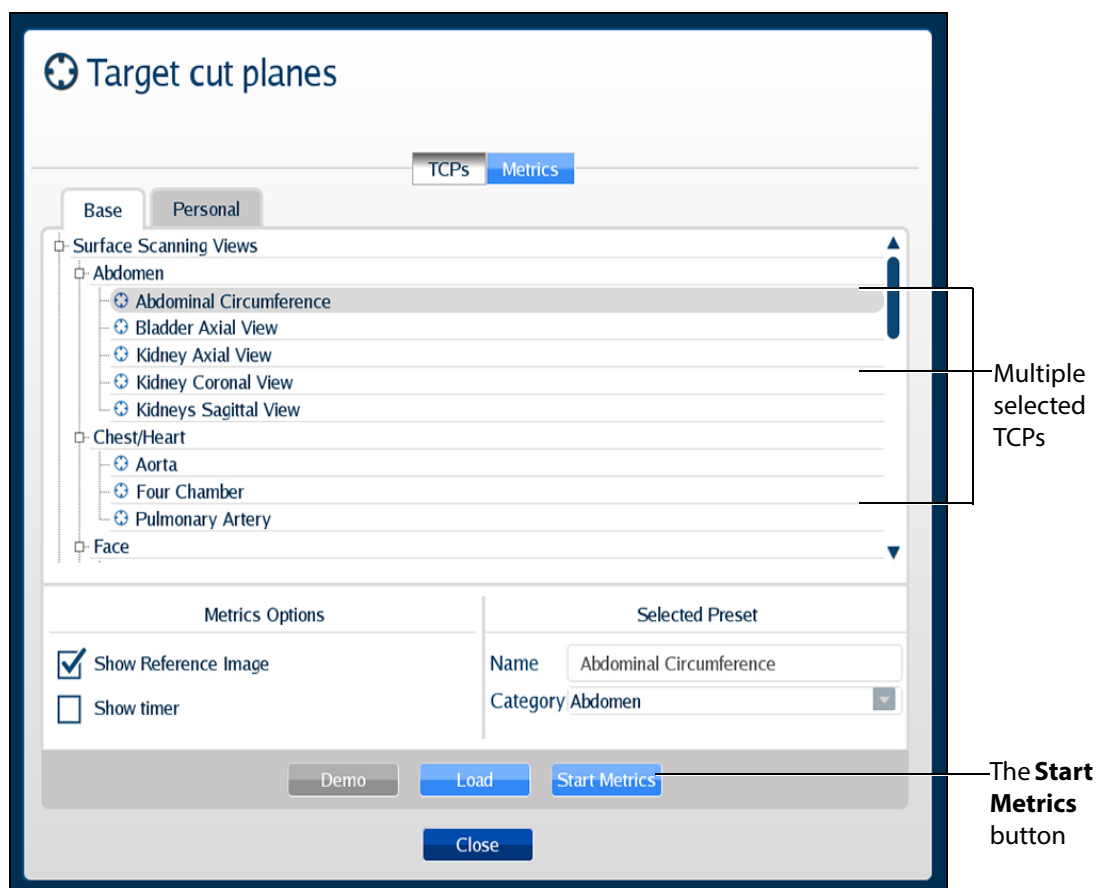 Target cut planes
TCPs Metrics
Base Personal
Surface Scanning Views
Abdomen
Abdominal Circumference
Bladder Axial View
Kidney Axial View
Kidney Coronal View
Kidneys Sagittal View
Chest/Heart
Aorta
Four Chamber
Pulmonary Artery
Face
Multiple
selected
TCPs
Metrics Options
Show Reference Image
Show timer
Selected Preset
Name Abdominal Circumference
Category Abdomen
Demo Load Start Metrics
The Start
Metrics
button
Close